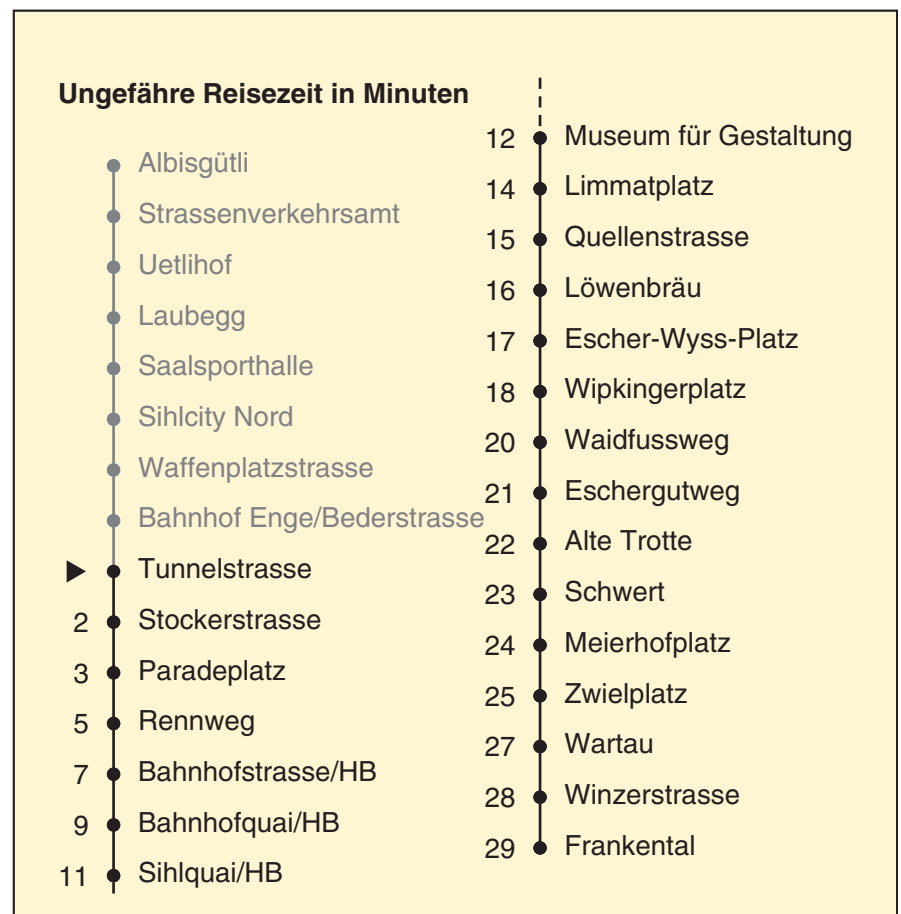 Ungefähre Reisezeit in Minuten
Albisgütli
Strassenverkehrsamt
Uetlihof
Laubegg
Saalsporthalle
Sihlcity Nord
Waffenplatzstrasse
Bahnhof Enge/Bederstrasse
Tunnelstrasse
2 Stockerstrasse
3 Paradeplatz
5 Rennweg
7 Bahnhofstrasse/HB
9 Bahnhofquai/HB
11 Sihlquai/HB
12 Museum für Gestaltung
14 Limmatplatz
15 Quellenstrasse
16 Löwenbräu
17 Escher-Wyss-Platz
18 Wipkingerplatz
20 Waidfussweg
21 Eschergutweg
22 Alte Trotte
23 Schwert
24 Meierhofplatz
25 Zwielplatz
27 Wartau
28 Winzerstrasse
29 Frankental